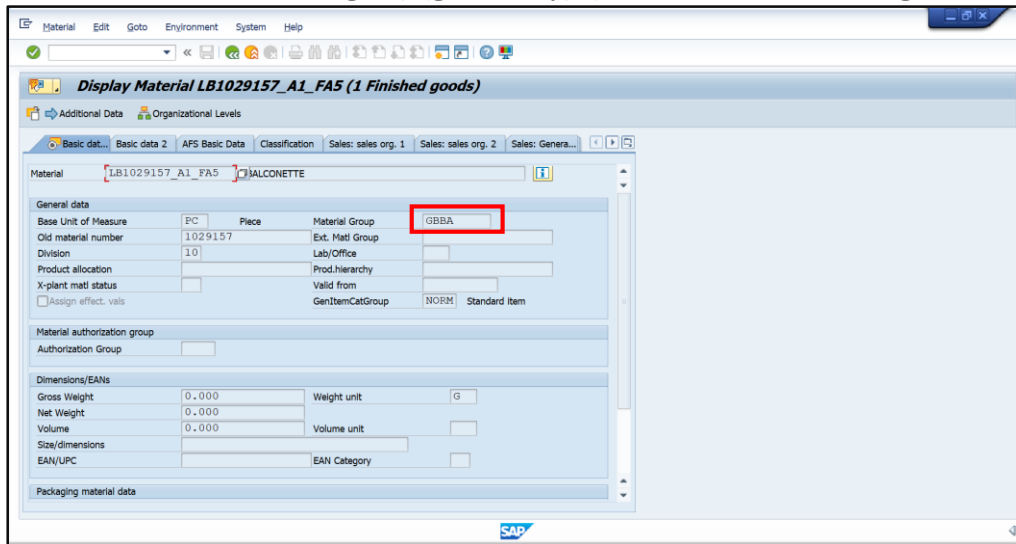 Material Edit Goto Environment System Help
Display Material LB1029157_A1_FA5 (1 Finished goods)
Additional Data Organizational Levels
Basic dat... Basic data 2 AFS Basic Data Classification Sales: sales org. 1 Sales: sales org. 2 Sales: Genera...
Material LB1029157_A1_FA5 BALCONETTE
General data
Base Unit of Measure PC Piece Material Group GBBA
Old material number 1029157 Ext. Matl Group
Division 10 Lab/Office
Product allocation Prod.hierarchy
X-plant matl status Valid from
Assign effect. vals GenItemCatGroup NORM Standard item
Material authorization group
Authorization Group
Dimensions/EANs
Gross Weight 0.000 Weight unit G
Net Weight 0.000
Volume 0.000 Volume unit
Size/dimensions
EAN/UPC EAN Category
Packaging material data
SAP